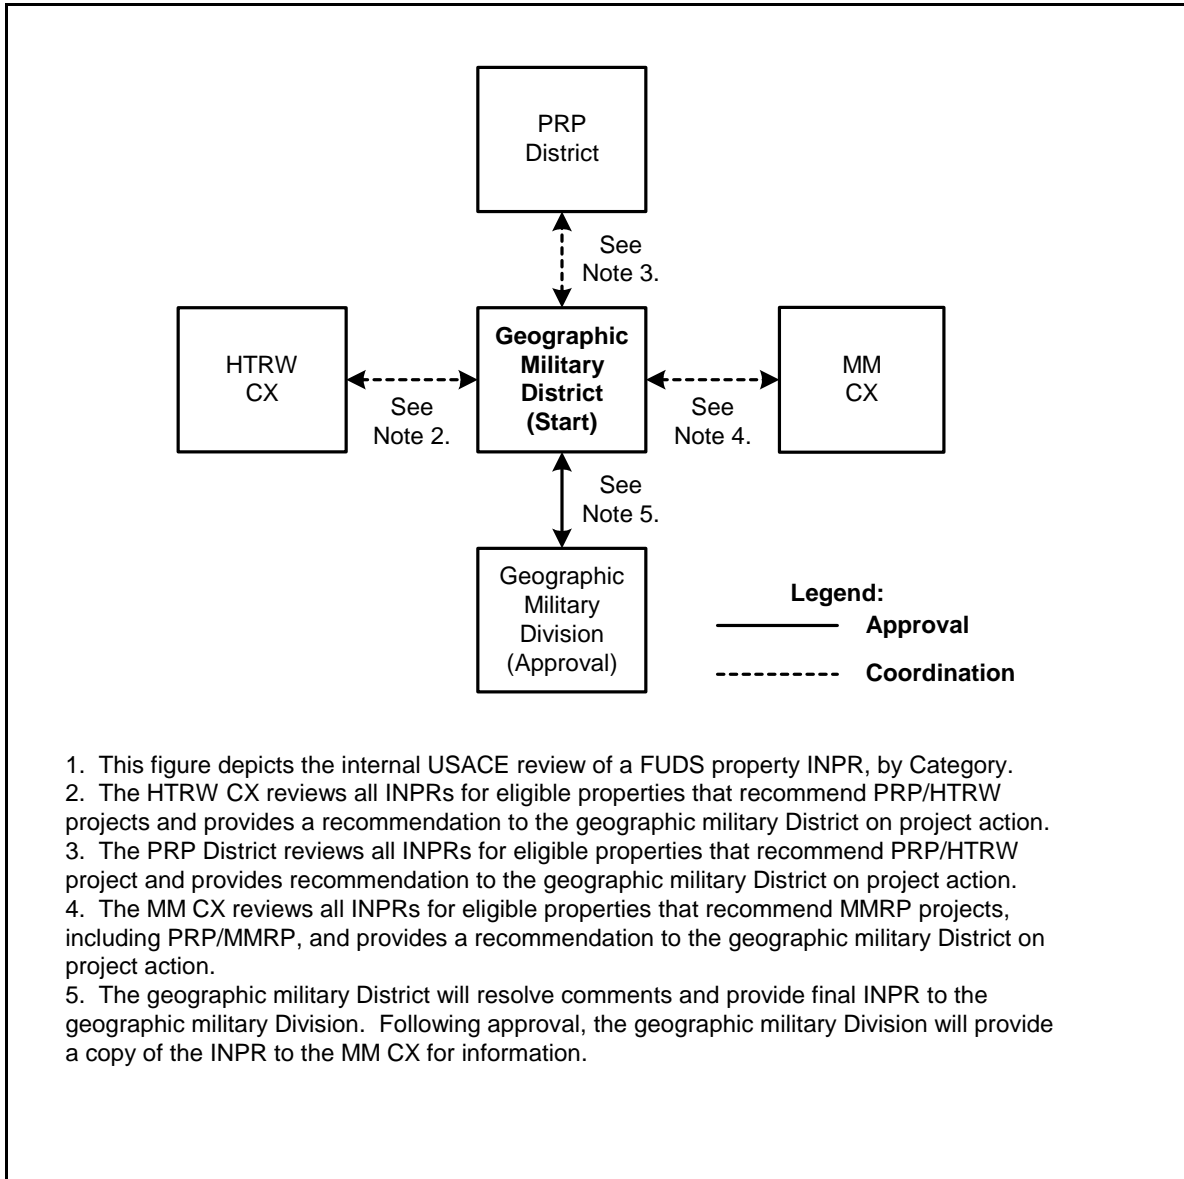 PRP
District
See
Note 3.
HTRW
CX
See
Note 2.
Geographic
Military
District
(Start)
See
Note 4.
MM
CX
See
Note 5.
Geographic
Military
Division
(Approval)
Legend:
Approval
Coordination
1.  This figure depicts the internal USACE review of a FUDS property INPR, by Category.
2.  The HTRW CX reviews all INPRs for eligible properties that recommend PRP/HTRW
projects and provides a recommendation to the geographic military District on project action.
3.  The PRP District reviews all INPRs for eligible properties that recommend PRP/HTRW
project and provides recommendation to the geographic military District on project action.
4.  The MM CX reviews all INPRs for eligible properties that recommend MMRP projects,
including PRP/MMRP, and provides a recommendation to the geographic military District on
project action.
5.  The geographic military District will resolve comments and provide final INPR to the
geographic military Division.  Following approval, the geographic military Division will provide
a copy of the INPR to the MM CX for information.